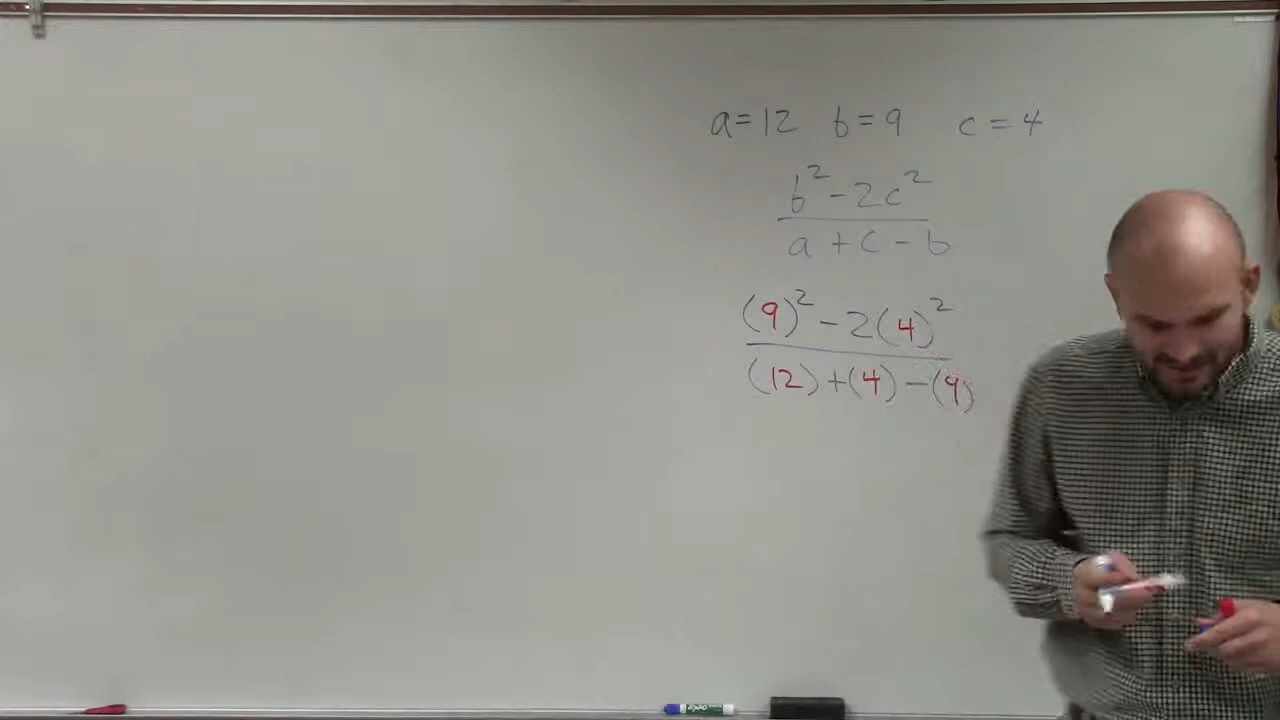 a=12 b=9 c=4
b²-2c²
a+c-b
(9)²-2(4)²
(12)+(4)-(9)